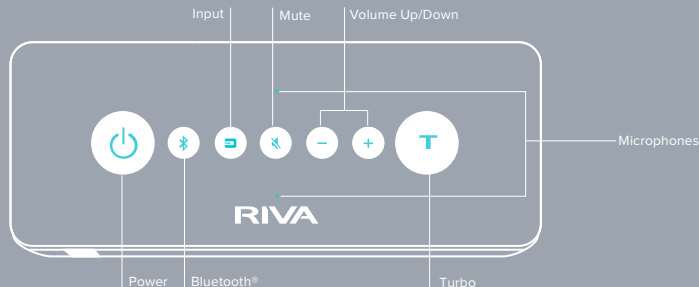 Input
Mute
Volume Up/Down
T
Microphones
RIVA
Power
Bluetooth®
Turbo